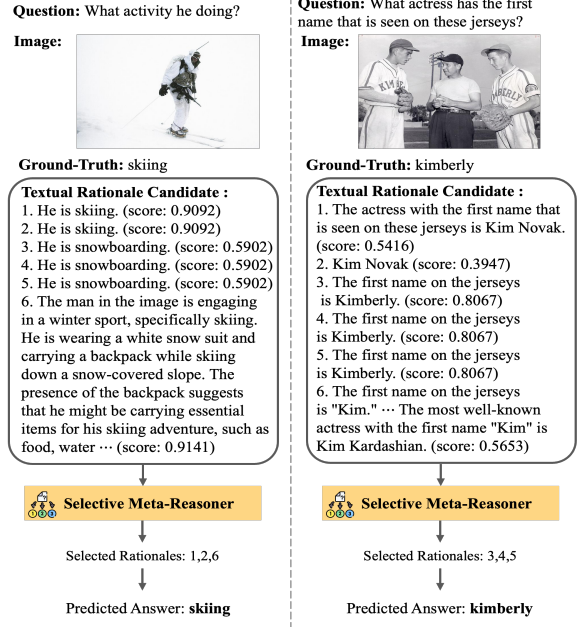 Question: What activity he doing?
Image:
Ground-Truth: skiing
Textual Rationale Candidate :
1. He is skiing. (score: 0.9092)
2. He is skiing. (score: 0.9092)
3. He is snowboarding. (score: 0.5902)
4. He is snowboarding. (score: 0.5902)
5. He is snowboarding. (score: 0.5902)
6. The man in the image is engaging
in a winter sport, specifically skiing.
He is wearing a white snow suit and
carrying a backpack while skiing
down a snow-covered slope. The
presence of the backpack suggests
that he might be carrying essential
items for his skiing adventure, such as
food, water ··· (score: 0.9141)
1 2 3
Selective Meta-Reasoner
Selected Rationales: 1,2,6
Predicted Answer: skiing
Question: What actress has the first
name that is seen on these jerseys?
Image:
KIMBE
MBERLY
Ground-Truth: kimberly
Textual Rationale Candidate :
1. The actress with the first name that
is seen on these jerseys is Kim Novak.
(score: 0.5416)
2. Kim Novak (score: 0.3947)
3. The first name on the jerseys
is Kimberly. (score: 0.8067)
4. The first name on the jerseys
is Kimberly. (score: 0.8067)
5. The first name on the jerseys
is Kimberly. (score: 0.8067)
6. The first name on the jerseys
is "Kim." ··· The most well-known
actress with the first name "Kim" is
Kim Kardashian. (score: 0.5653)
1 2 3
Selective Meta-Reasoner
Selected Rationales: 3,4,5
Predicted Answer: kimberly